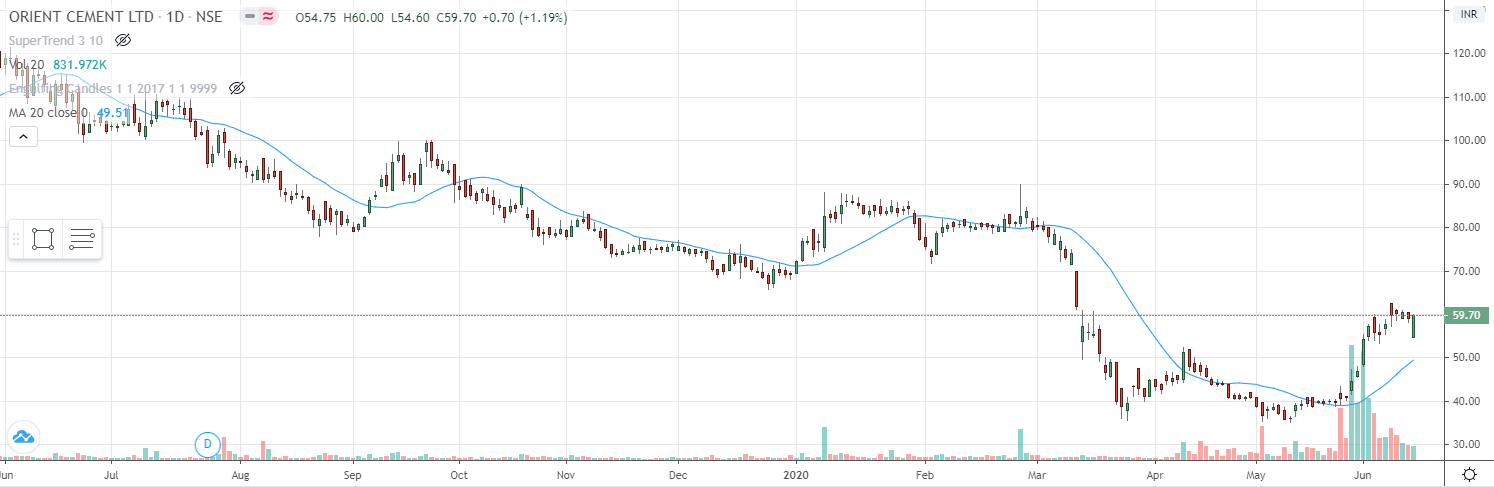 ORIENT CEMENT LTD · 1D · NSE O54.75 H60.00 L54.60 C59.70 +0.70 (+1.19%) INR
SuperTrend 3 10
Vol 20 831.972K
Engulfing Candles 1 1 2017 1 1 9999
MA 20 close 0 49.51
120.00
110.00
100.00
90.00
80.00
70.00
59.70
50.00
40.00
30.00
D
Jun Jul Aug Sep Oct Nov Dec 2020 Feb Mar Apr May Jun